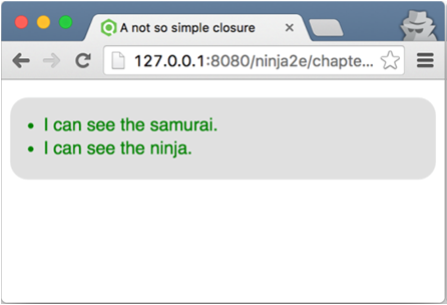 A not so simple closure
127.0.0.1:8080/ninja2e/chapte...
I can see the samurai.
I can see the ninja.